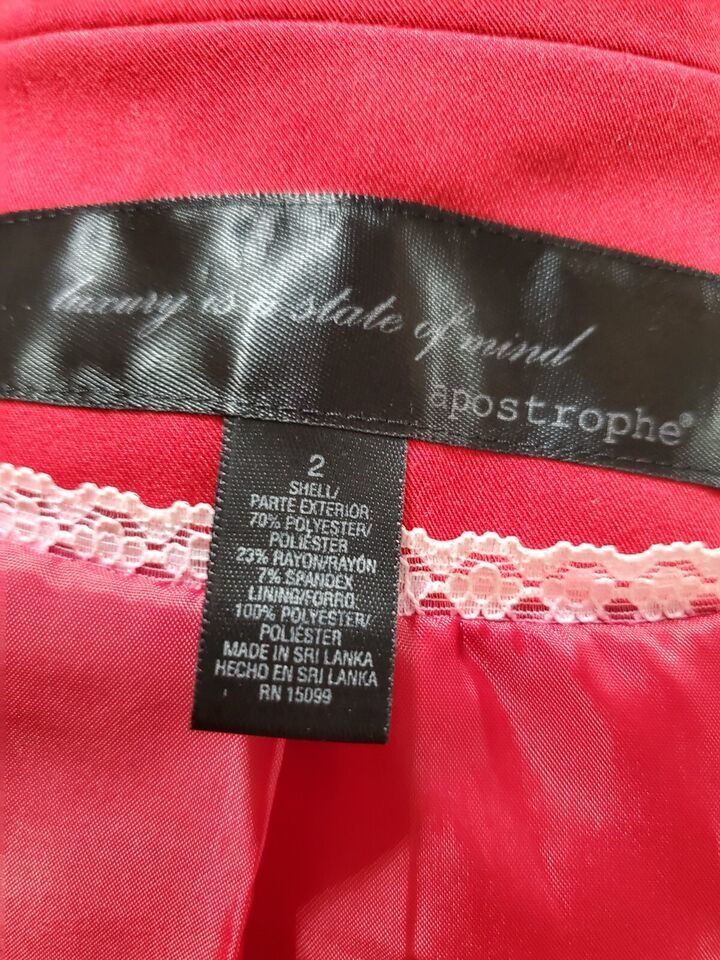 luxury is a state of mind
apostrophe®
2
SHELL/
PARTE EXTERIOR
70% POLYESTER/
POLIÉSTER
23% RAYON/RAYÓN
7% SPANDEX
LINING/FORRO
100% POLYESTER/
POLIÉSTER
MADE IN SRI LANKA
HECHO EN SRI LANKA
RN 15099